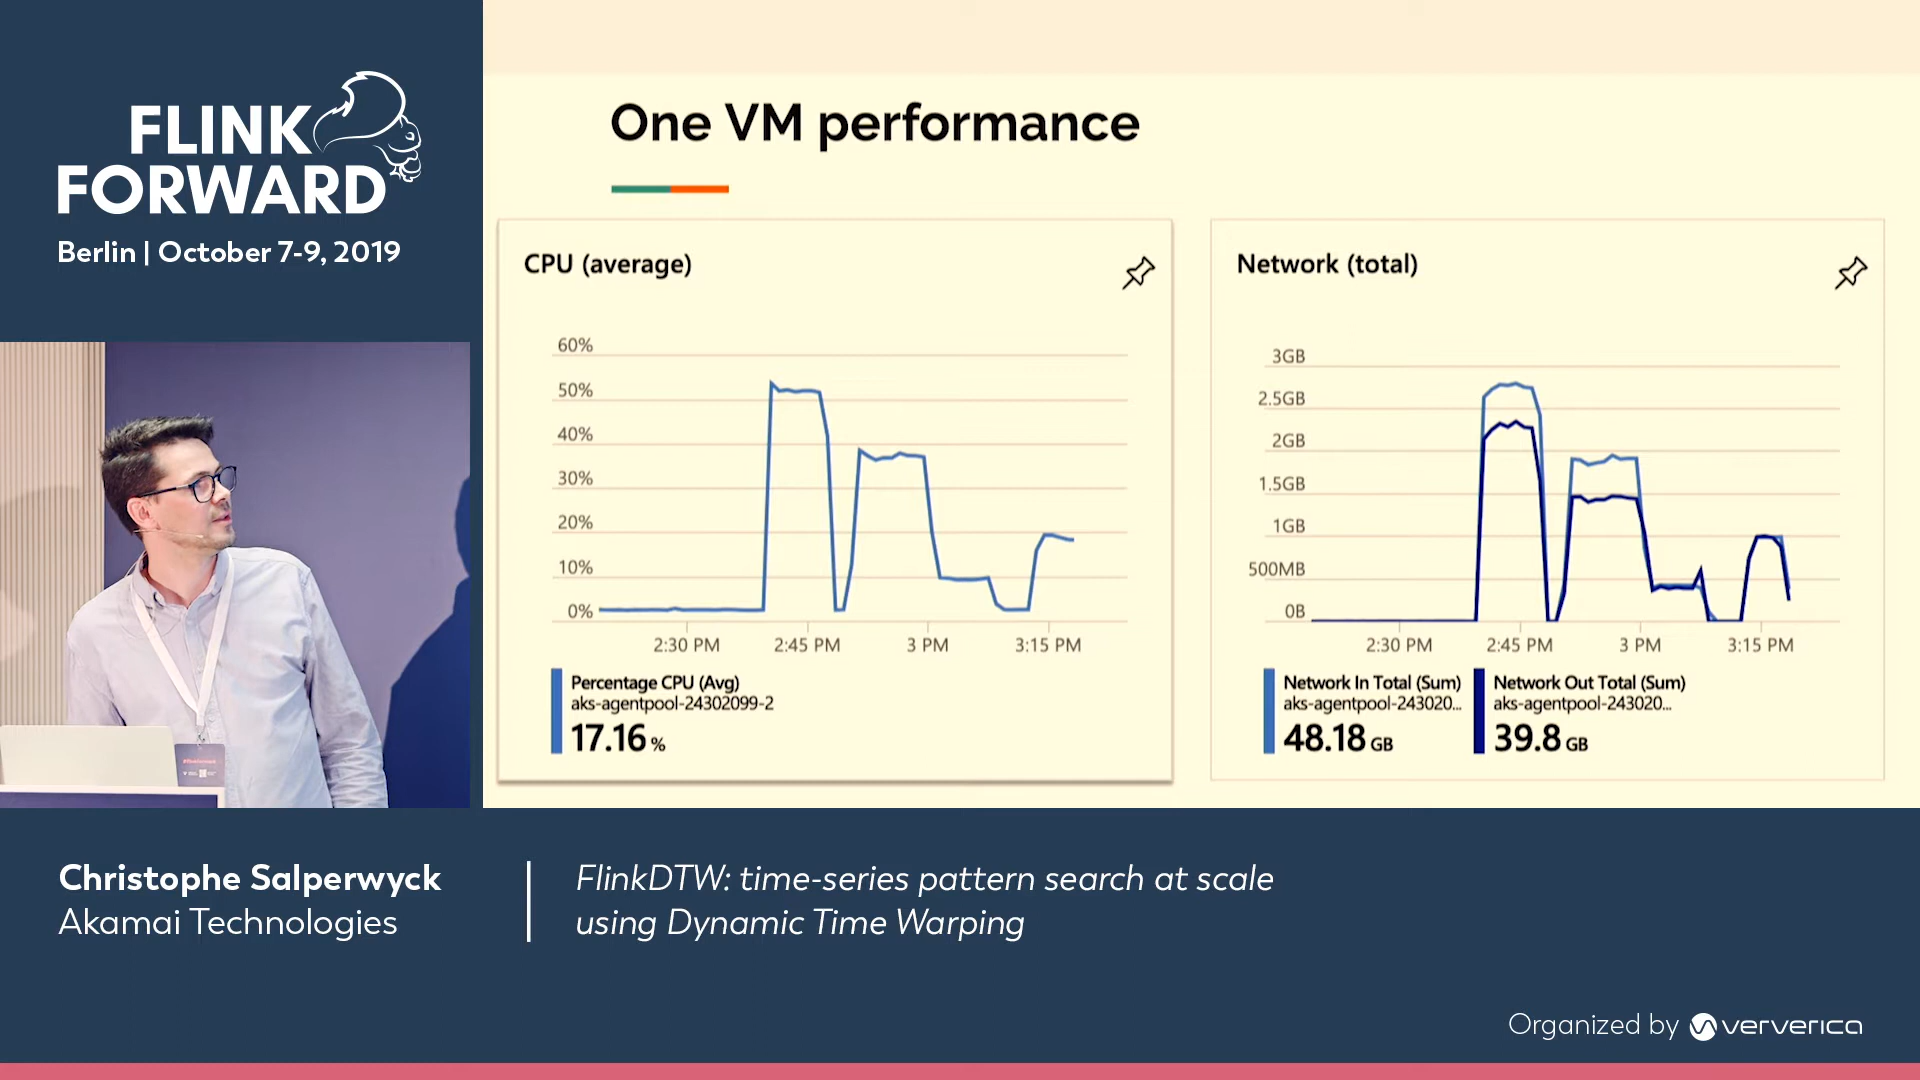 FLINK
FORWARD
Berlin | October 7-9, 2019
One VM performance
CPU (average)
60%
50%
40%
30%
20%
10%
0%
2:30 PM 2:45 PM 3 PM 3:15 PM
Percentage CPU (Avg)
aks-agentpool-24302099-2
17.16 %
Network (total)
3GB
2.5GB
2GB
1.5GB
1GB
500MB
0B
2:30 PM 2:45 PM 3 PM 3:15 PM
Network In Total (Sum)
aks-agentpool-243020...
48.18 GB
Network Out Total (Sum)
aks-agentpool-243020...
39.8 GB
Christophe Salperwyck
Akamai Technologies
FlinkDTW: time-series pattern search at scale
using Dynamic Time Warping
Organized by ververica